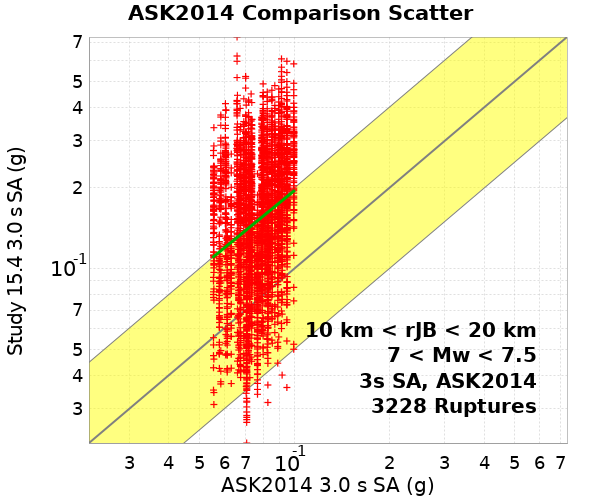 ASK2014 Comparison Scatter
7
5
4
3
2
10-1
7
5
4
3
Study 15.4 3.0 s SA (g)
10 km < rJB < 20 km
7 < Mw < 7.5
3s SA, ASK2014
3228 Ruptures
3 4 5 6 7 10-1 2 3 4 5 6 7
ASK2014 3.0 s SA (g)